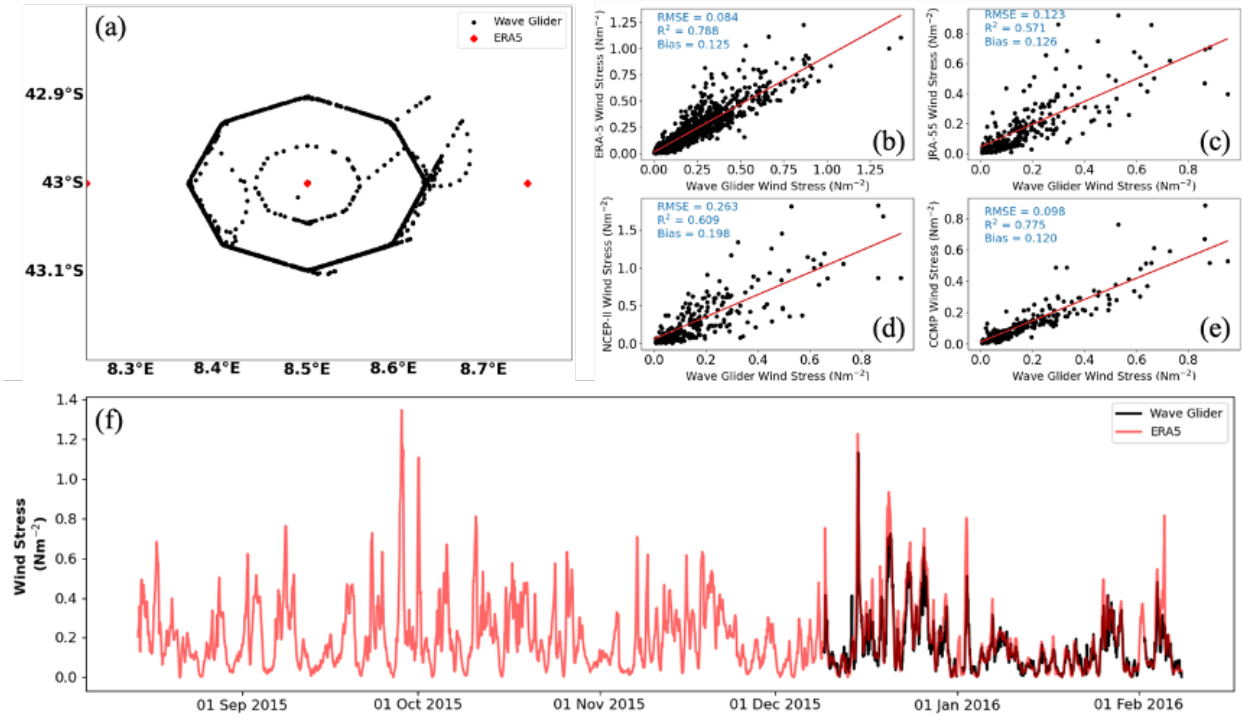 (a)
Wave Glider
ERA5
42.9°S
43°S
43.1°S
8.3°E 8.4°E 8.5°E 8.6°E 8.7°E
RMSE = 0.084
R² = 0.788
Bias = 0.125
ERA-5 Wind Stress (Nm⁻²)
1.25
1.00
0.75
0.50
0.25
0.00
(b)
0.00 0.25 0.50 0.75 1.00 1.25
Wave Glider Wind Stress (Nm⁻²)
RMSE = 0.123
R² = 0.571
Bias = 0.126
JRA-55 Wind Stress (Nm⁻²)
0.8
0.6
0.4
0.2
0.0
(c)
0.0 0.2 0.4 0.6 0.8
Wave Glider Wind Stress (Nm⁻²)
RMSE = 0.263
R² = 0.609
Bias = 0.198
NCEP-II Wind Stress (Nm⁻²)
1.5
1.0
0.5
0.0
(d)
0.0 0.2 0.4 0.6 0.8
Wave Glider Wind Stress (Nm⁻²)
RMSE = 0.098
R² = 0.775
Bias = 0.120
CCMP Wind Stress (Nm⁻²)
0.8
0.6
0.4
0.2
0.0
(e)
0.0 0.2 0.4 0.6 0.8
Wave Glider Wind Stress (Nm⁻²)
(f)
Wave Glider
ERA5
Wind Stress
(Nm⁻²)
1.4
1.2
1.0
0.8
0.6
0.4
0.2
0.0
01 Sep 2015 01 Oct 2015 01 Nov 2015 01 Dec 2015 01 Jan 2016 01 Feb 2016